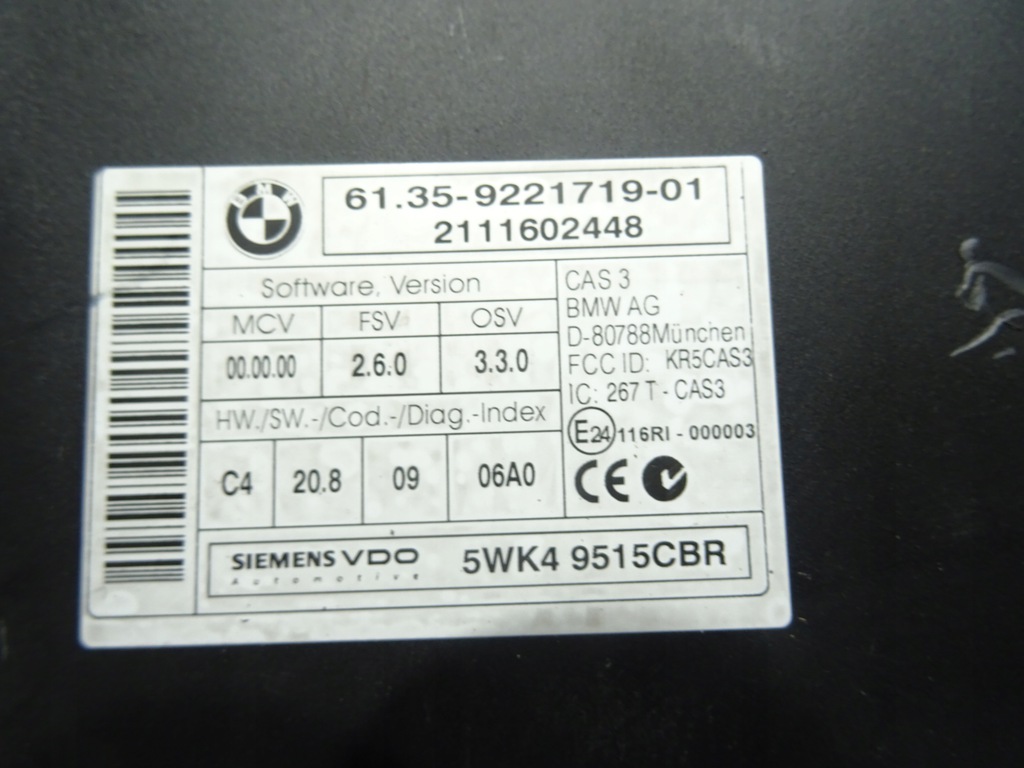 BMW
61.35-9221719-01
2111602448
Software, Version
MCV FSV OSV
00.00.00 2.6.0 3.3.0
HW./SW.-/Cod.-/Diag.-Index
C4 20.8 09 06A0
CAS 3
BMW AG
D-80788München
FCC ID: KR5CAS3
IC: 267 T - CAS3
E24 116RI - 000003
CE
SIEMENS VDO
Automotive
5WK4 9515CBR